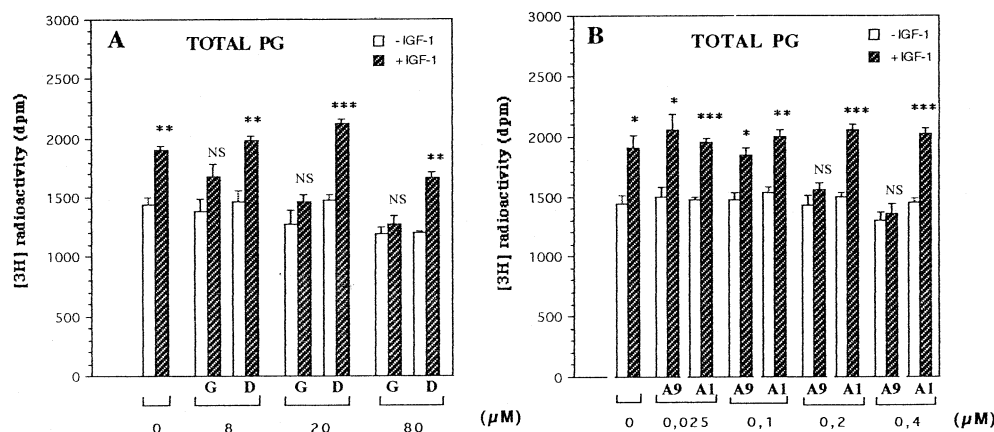 A
TOTAL PG
- IGF-1
+ IGF-1
[3H] radioactivity (dpm)
3000
2500
2000
1500
1000
500
0
**
NS
**
NS
***
NS
**
G D G D G D
0 8 20 80 (µM)
B
TOTAL PG
- IGF-1
+ IGF-1
[3H] radioactivity (dpm)
3000
2500
2000
1500
1000
500
0
*
*
***
*
**
NS
***
NS
***
A9 A1 A9 A1 A9 A1 A9 A1
0 0,025 0,1 0,2 0,4 (µM)